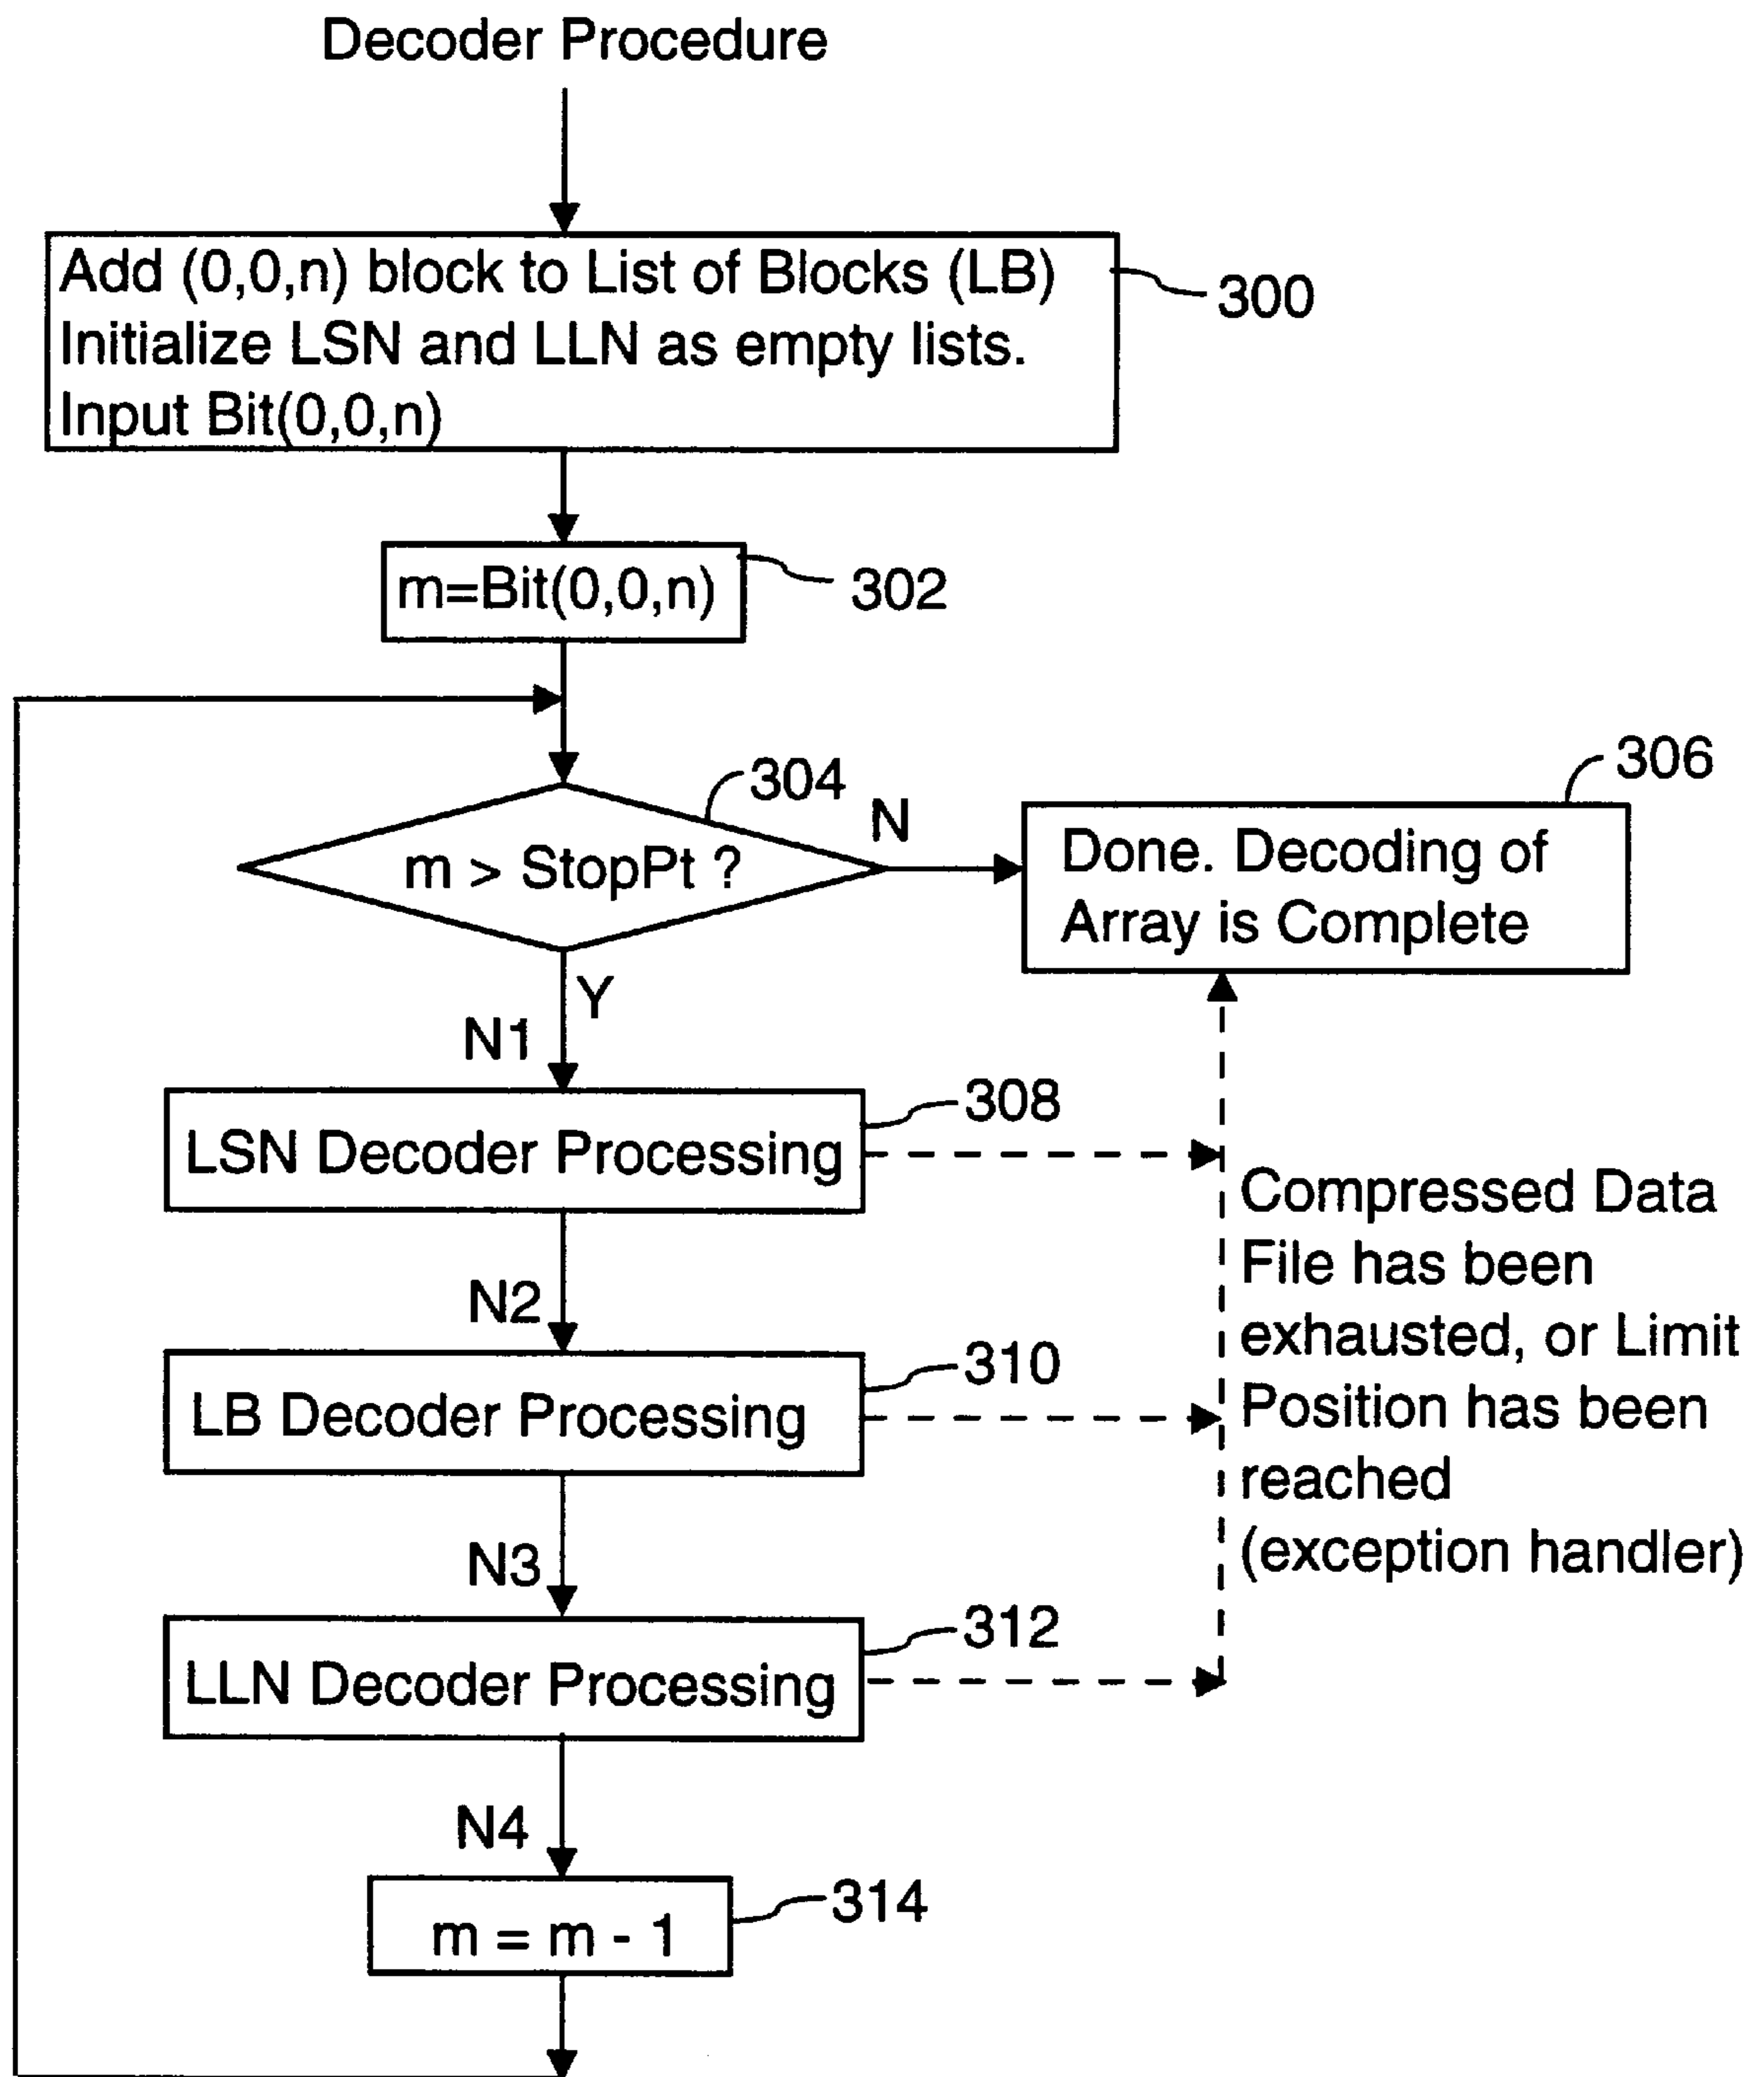 Decoder Procedure
Add (0,0,n) block to List of Blocks (LB)
Initialize LSN and LLN as empty lists.
Input Bit(0,0,n)
300
m=Bit(0,0,n)
302
304
m > StopPt ?
N
306
Done. Decoding of
Array is Complete
Y
N1
308
LSN Decoder Processing
Compressed Data
File has been
exhausted, or Limit
Position has been
reached
(exception handler)
N2
310
LB Decoder Processing
N3
312
LLN Decoder Processing
N4
314
m = m - 1